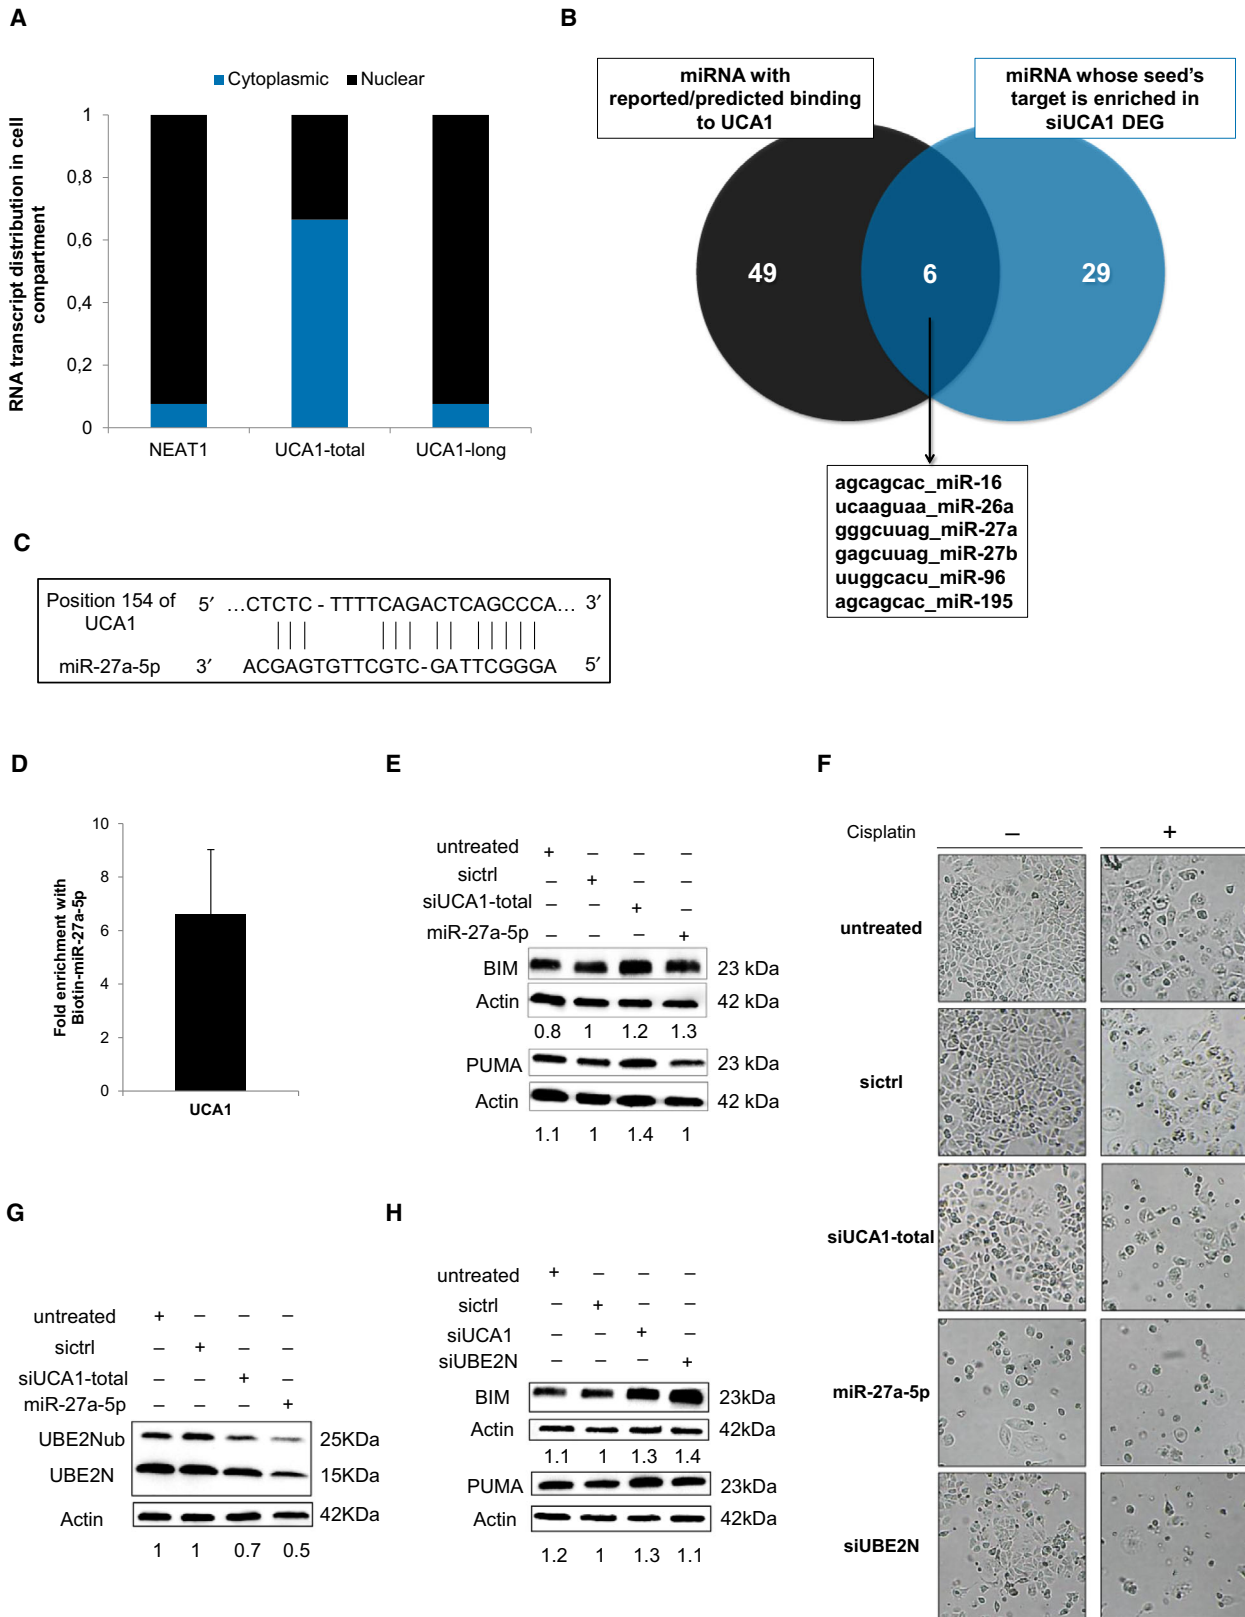 A
Cytoplasmic Nuclear
RNA transcript distribution in cell
compartment
1
0,8
0,6
0,4
0,2
0
NEAT1 UCA1-total UCA1-long
B
miRNA with
reported/predicted binding
to UCA1
miRNA whose seed's
target is enriched in
siUCA1 DEG
49 6 29
agcagcac_miR-16
ucaaguaa_miR-26a
gggcuuag_miR-27a
gagcuuag_miR-27b
uuggcacu_miR-96
agcagcac_miR-195
C
Position 154 of
UCA1
5′ …CTCTC - TTTTCAGACTCAGCCCA… 3′
miR-27a-5p 3′ ACGAGTGTTCGTC-GATTCGGGA 5′
D
Fold enrichment with
Biotin-miR-27a-5p
10
8
6
4
2
0
UCA1
E
untreated + – – –
sictrl – + – –
siUCA1-total – – + –
miR-27a-5p – – – +
BIM 23 kDa
Actin 42 kDa
0.8 1 1.2 1.3
PUMA 23 kDa
Actin 42 kDa
1.1 1 1.4 1
F
Cisplatin – +
untreated
sictrl
siUCA1-total
miR-27a-5p
siUBE2N
G
untreated + – – –
sictrl – + – –
siUCA1-total – – + –
miR-27a-5p – – – +
UBE2Nub 25KDa
UBE2N 15KDa
Actin 42KDa
1 1 0.7 0.5
H
untreated + – – –
sictrl – + – –
siUCA1 – – + –
siUBE2N – – – +
BIM 23kDa
Actin 42kDa
1.1 1 1.3 1.4
PUMA 23kDa
Actin 42kDa
1.2 1 1.3 1.1